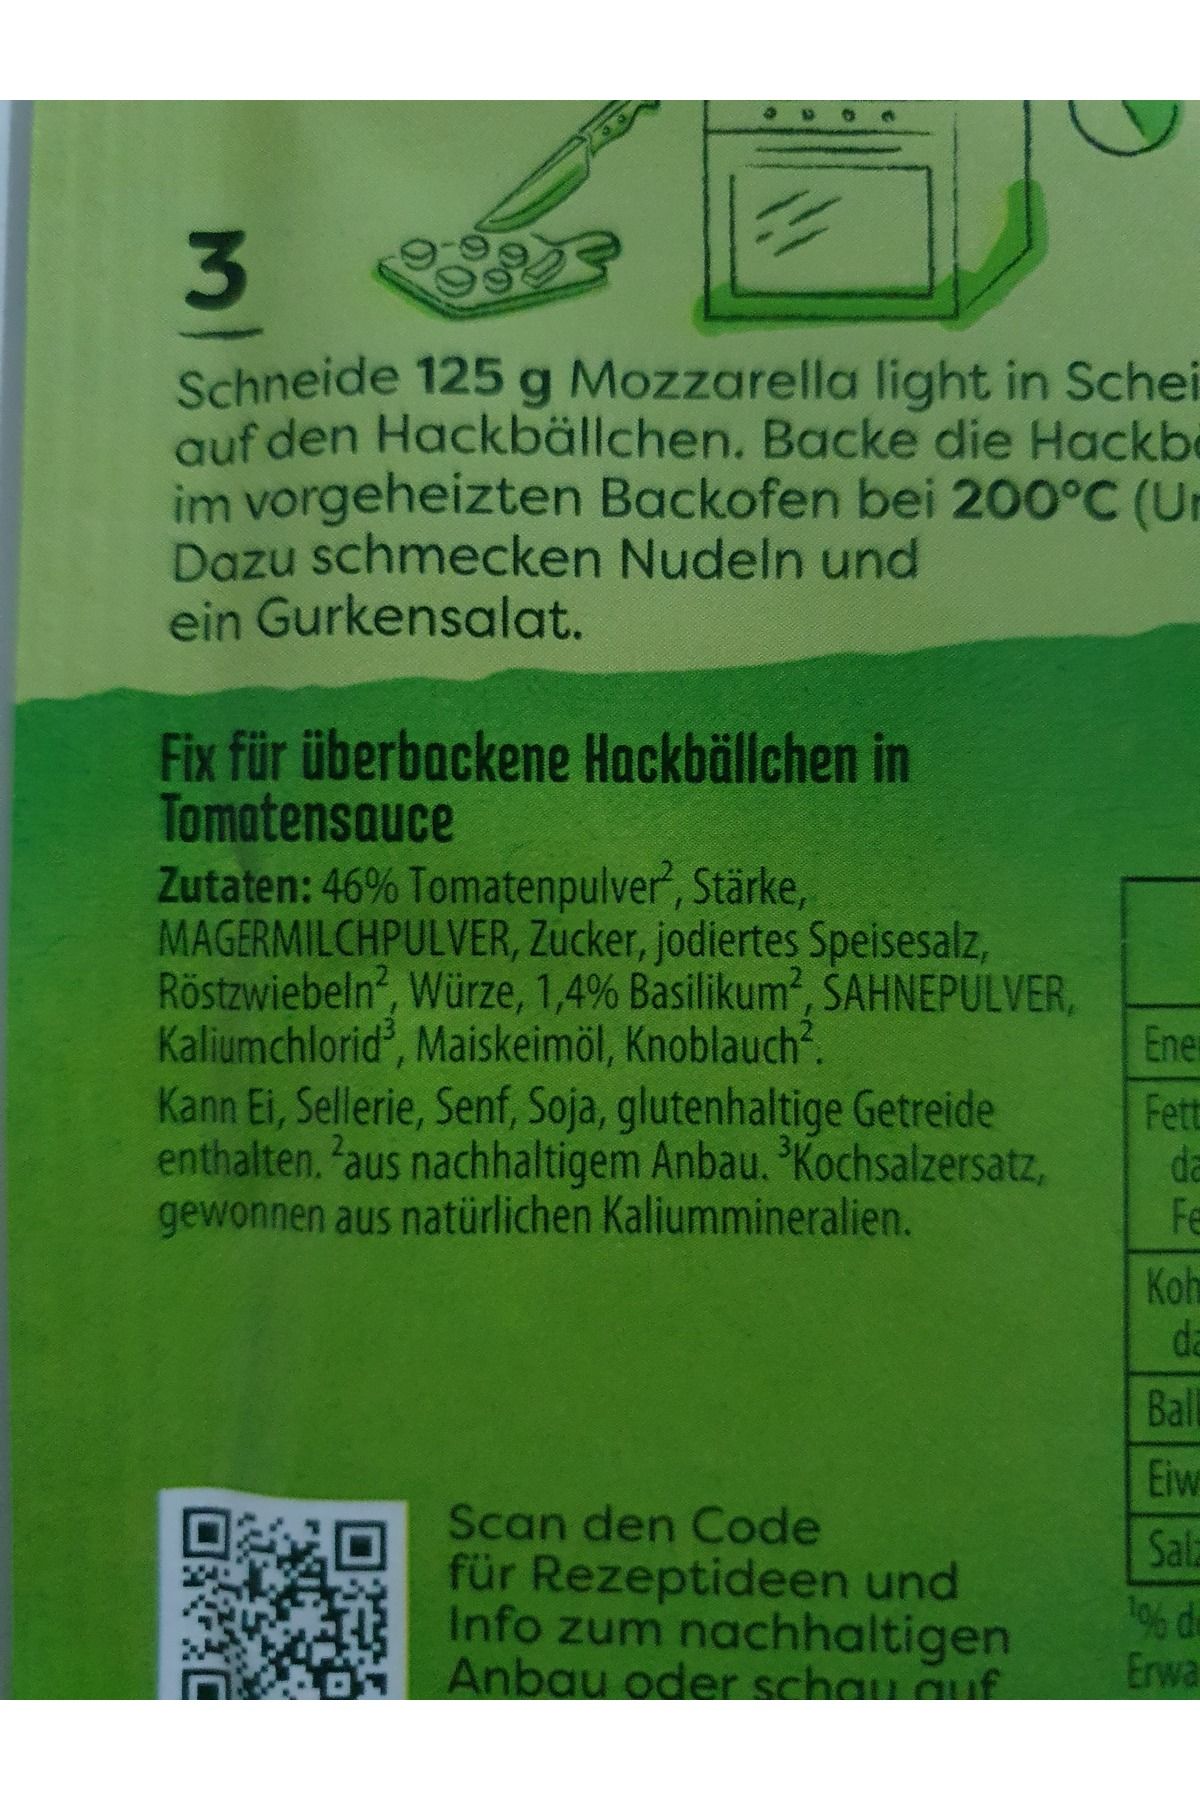 3
Schneide 125 g Mozzarella light in Schei
auf den Hackbällchen. Backe die Hackb
im vorgeheizten Backofen bei 200°C (
Dazu schmecken Nudeln und
ein Gurkensalat.
Fix für überbackene Hackbällchen in
Tomatensauce
Zutaten: 46% Tomatenpulver², Stärke,
MAGERMILCHPULVER, Zucker, jodiertes Speisesalz,
Röstzwiebeln², Würze, 1,4% Basilikum², SAHNEPULVER,
Kaliumchlorid³, Maiskeimöl, Knoblauch².
Kann Ei, Sellerie, Senf, Soja, glutenhaltige Getreide
enthalten. ²aus nachhaltigem Anbau. ³Kochsalzersatz,
gewonnen aus natürlichen Kaliummineralien.
Ene
Fett
da
Fe
Koh
da
Ball
Eiw
Salz
¹% d
Erwa
Scan den Code
für Rezeptideen und
Info zum nachhaltigen
Anbau oder schau auf